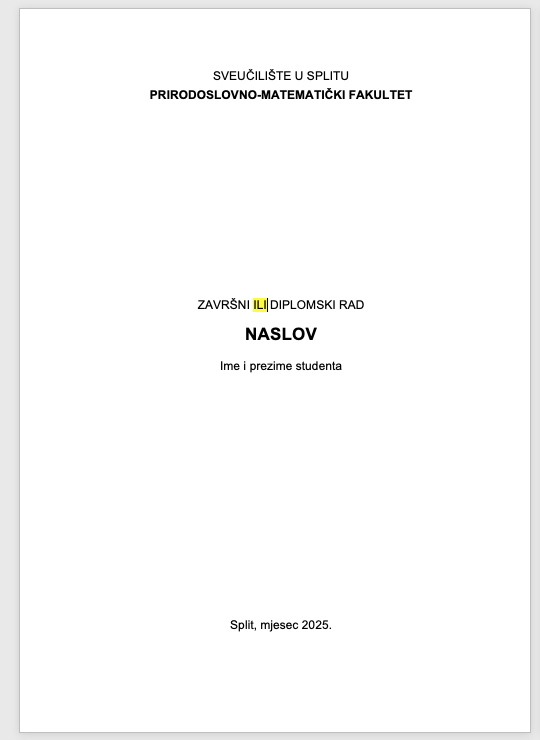 SVEUČILIŠTE U SPLITU
PRIRODOSLOVNO-MATEMATIČKI FAKULTET
ZAVRŠNI ILI DIPLOMSKI RAD
NASLOV
Ime i prezime studenta
Split, mjesec 2025.